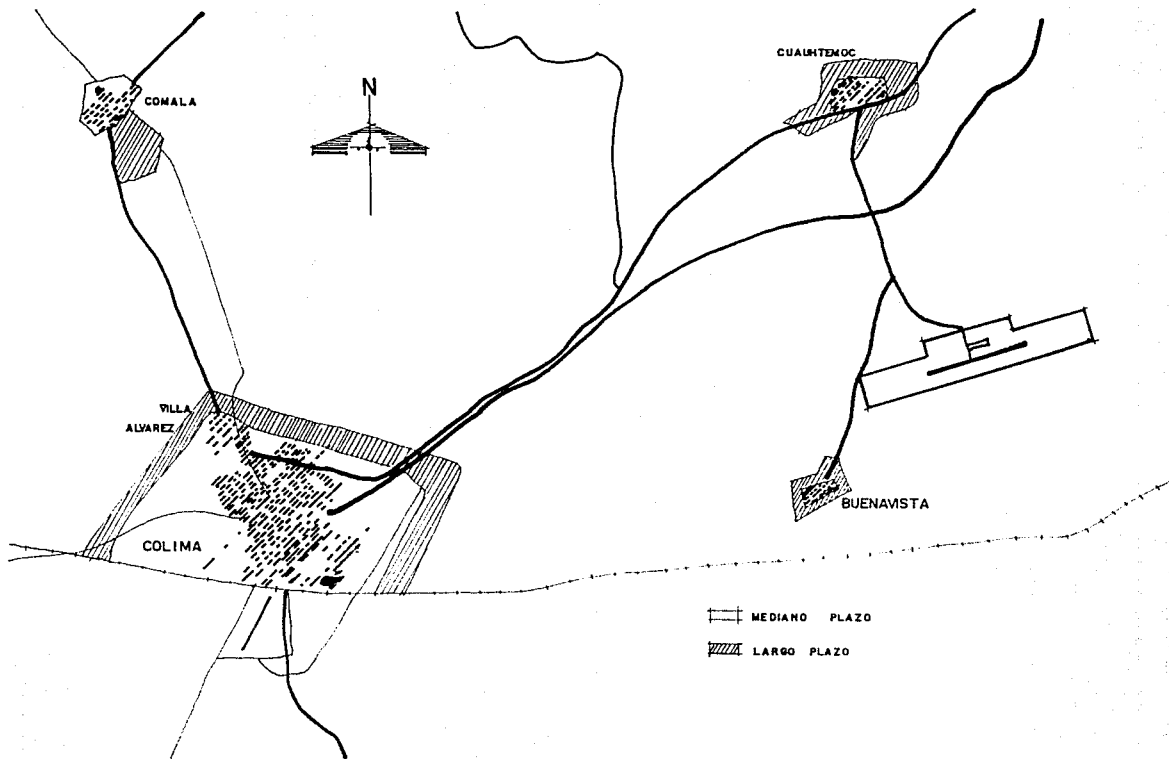 CUAUHTEMOC
COMALA
N
VILLA
ALVAREZ
BUENAVISTA
COLIMA
MEDIANO PLAZO
LARGO PLAZO